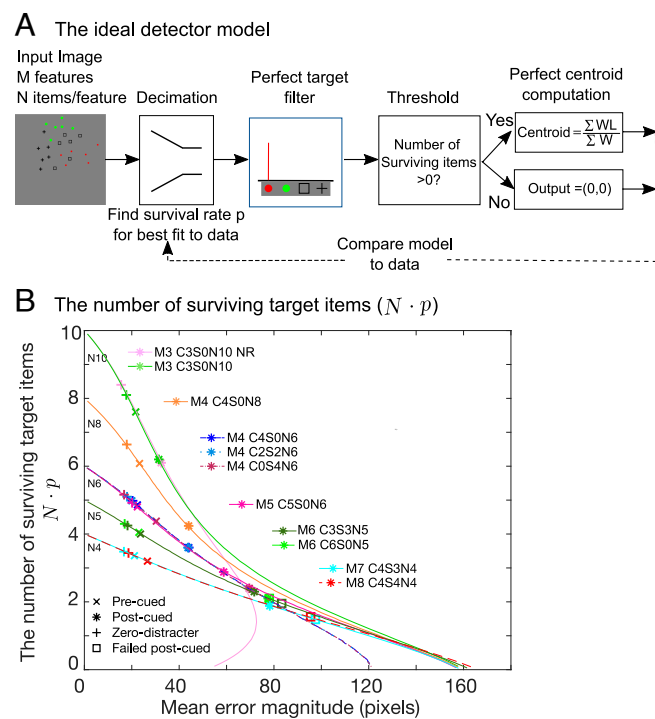 A The ideal detector model
Input Image
M features
N items/feature
Decimation
Find survival rate p
for best fit to data
Perfect target
filter
Threshold
Number of
Surviving items
>0?
Yes
No
Perfect centroid
computation
Centroid = ∑ WL / ∑ W
Output =(0,0)
Compare model
to data
B The number of surviving target items (N · p)
The number of surviving target items
N · p
10
8
6
4
2
0
N10
N8
N6
N5
N4
M3 C3S0N10 NR
M3 C3S0N10
M4 C4S0N8
M4 C4S0N6
M4 C2S2N6
M4 C0S4N6
M5 C5S0N6
M6 C3S3N5
M6 C6S0N5
M7 C4S3N4
M8 C4S4N4
Pre-cued
Post-cued
Zero-distracter
Failed post-cued
0 40 80 120 160
Mean error magnitude (pixels)